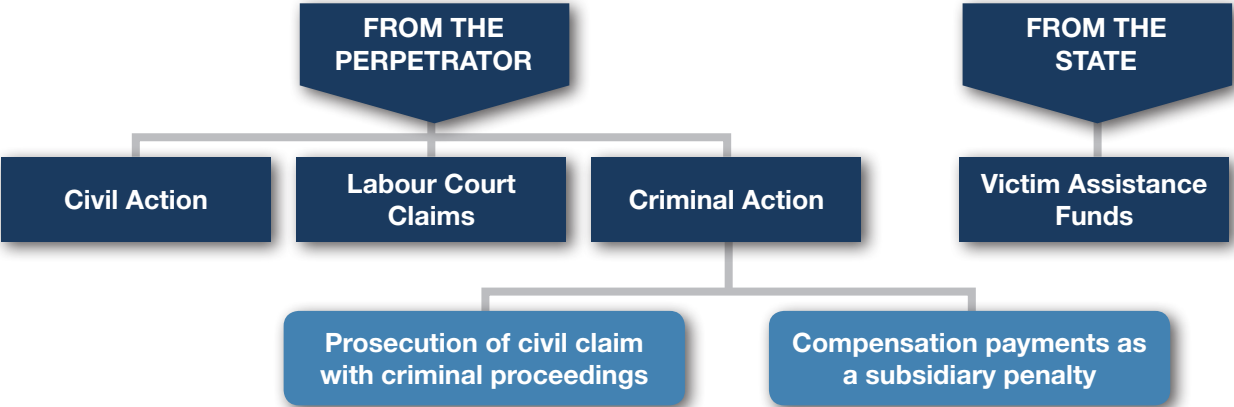 FROM THE
PERPETRATOR
FROM THE
STATE
Civil Action
Labour Court
Claims
Criminal Action
Victim Assistance
Funds
Prosecution of civil claim
with criminal proceedings
Compensation payments as
a subsidiary penalty